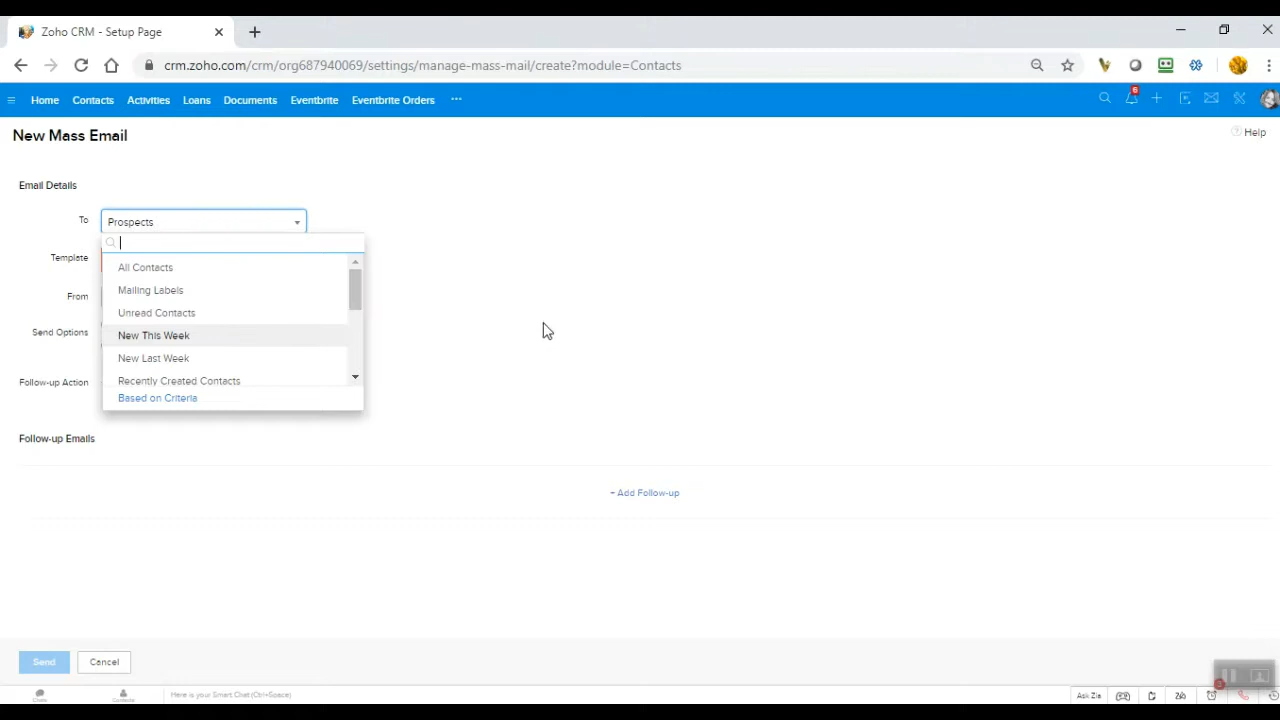 Zoho CRM - Setup Page
crm.zoho.com/crm/org687940069/settings/manage-mass-mail/create?module=Contacts
Home Contacts Activities Loans Documents Eventbrite Eventbrite Orders ...
6
New Mass Email
Help
Email Details
To
Prospects
Template
All Contacts
Mailing Labels
From
Unread Contacts
Send Options
New This Week
New Last Week
Follow-up Action
Recently Created Contacts
Based on Criteria
Follow-up Emails
+ Add Follow-up
Send
Cancel
Chats
Contacts
Here is your Smart Chat (Ctrl+Space)
Ask Zia